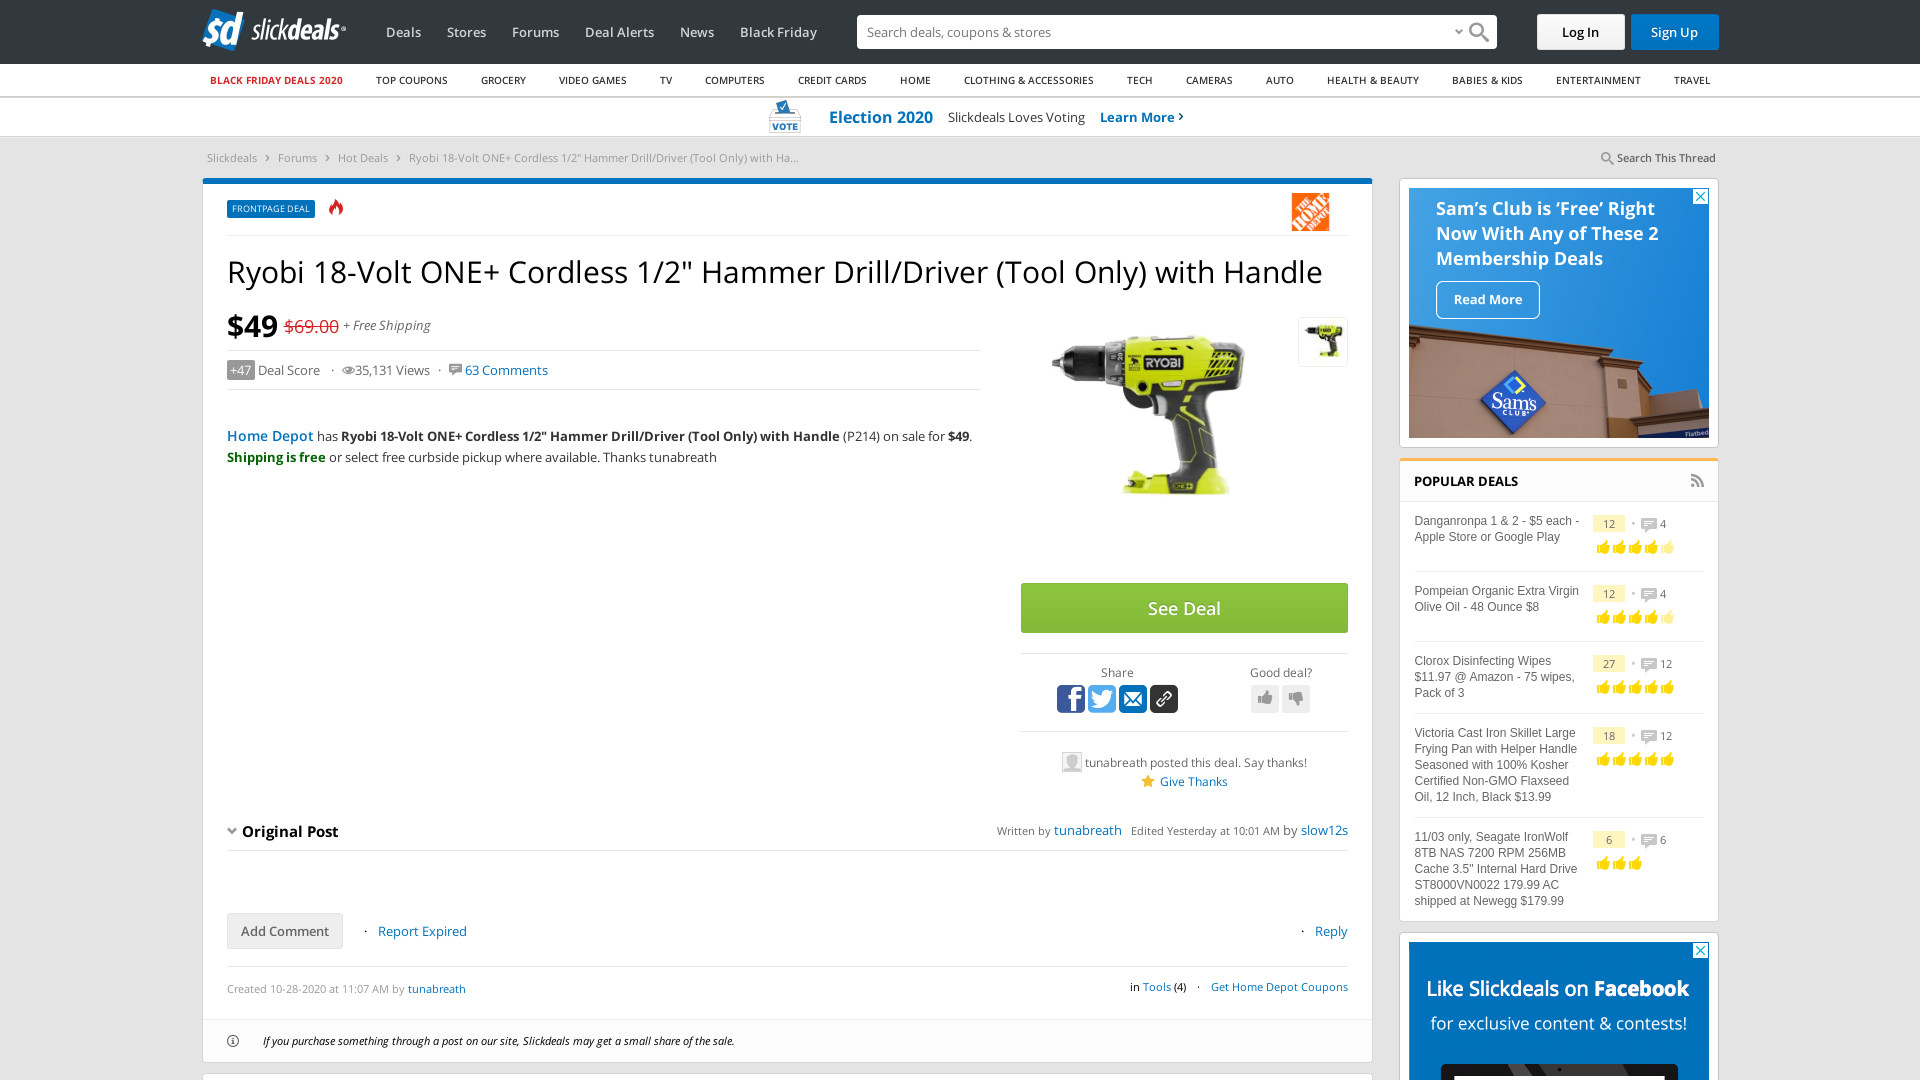 sd slickdeals
Deals Stores Forums Deal Alerts News Black Friday
Search deals, coupons & stores
Log In Sign Up
BLACK FRIDAY DEALS 2020 TOP COUPONS GROCERY VIDEO GAMES TV COMPUTERS CREDIT CARDS HOME CLOTHING & ACCESSORIES TECH CAMERAS AUTO HEALTH & BEAUTY BABIES & KIDS ENTERTAINMENT TRAVEL
VOTE Election 2020 Slickdeals Loves Voting Learn More
Slickdeals Forums Hot Deals Ryobi 18-Volt ONE+ Cordless 1/2" Hammer Drill/Driver (Tool Only) with Ha...
Search This Thread
FRONTPAGE DEAL
THE HOME DEPOT
Ryobi 18-Volt ONE+ Cordless 1/2" Hammer Drill/Driver (Tool Only) with Handle
$49 $69.00 + Free Shipping
+47 Deal Score · 35,131 Views · 63 Comments
Home Depot has Ryobi 18-Volt ONE+ Cordless 1/2" Hammer Drill/Driver (Tool Only) with Handle (P214) on sale for $49.
Shipping is free or select free curbside pickup where available. Thanks tunabreath
RYOBI
See Deal
Share Good deal?
tunabreath posted this deal. Say thanks!
Give Thanks
Original Post
Written by tunabreath Edited Yesterday at 10:01 AM by slow12s
Add Comment · Report Expired
· Reply
Created 10-28-2020 at 11:07 AM by tunabreath
in Tools (4) · Get Home Depot Coupons
If you purchase something through a post on our site, Slickdeals may get a small share of the sale.
Sam's Club is 'Free' Right
Now With Any of These 2
Membership Deals
Read More
Sam's
CLUB
Flatbed
POPULAR DEALS
Danganronpa 1 & 2 - $5 each -
Apple Store or Google Play
12 · 4
Pompeian Organic Extra Virgin
Olive Oil - 48 Ounce $8
12 · 4
Clorox Disinfecting Wipes
$11.97 @ Amazon - 75 wipes,
Pack of 3
27 · 12
Victoria Cast Iron Skillet Large
Frying Pan with Helper Handle
Seasoned with 100% Kosher
Certified Non-GMO Flaxseed
Oil, 12 Inch, Black $13.99
18 · 12
11/03 only, Seagate IronWolf
8TB NAS 7200 RPM 256MB
Cache 3.5" Internal Hard Drive
ST8000VN0022 179.99 AC
shipped at Newegg $179.99
6 · 6
Like Slickdeals on Facebook
for exclusive content & contests!